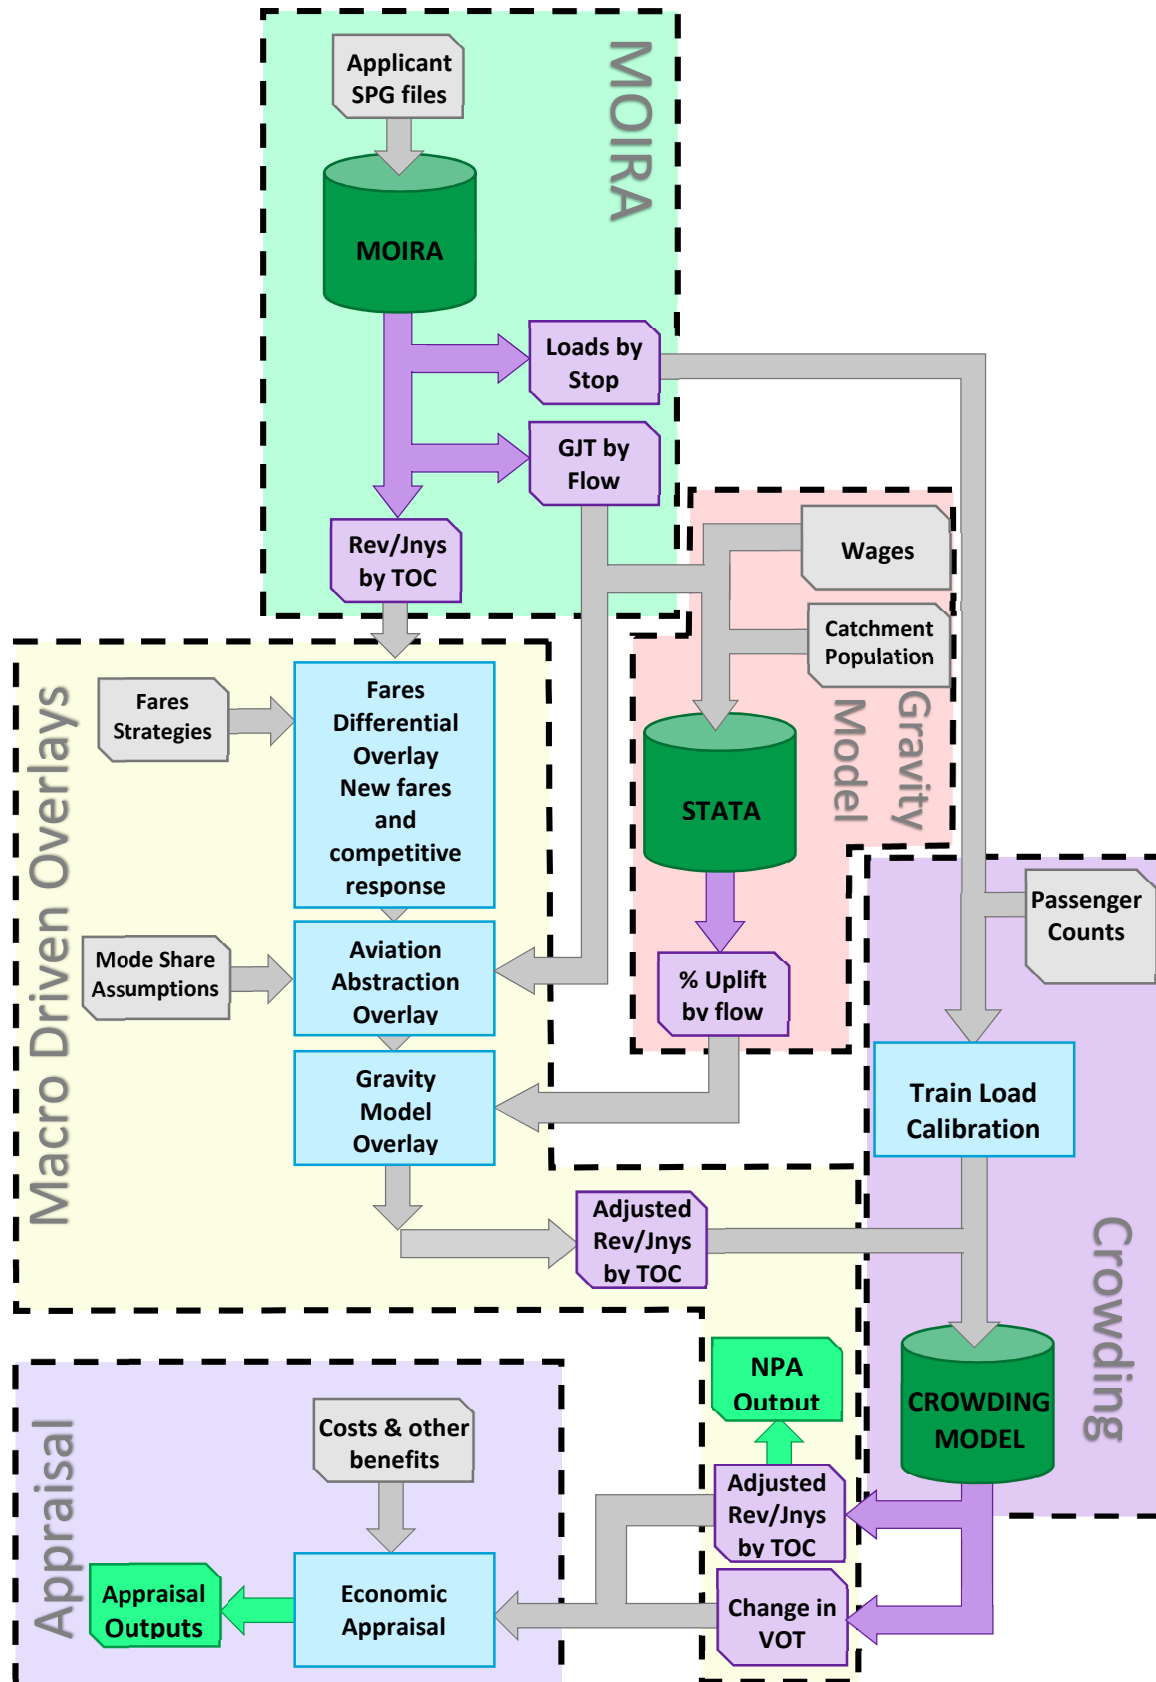 Applicant
SPG files
MOIRA
MOIRA
Loads by
Stop
GJT by
Flow
Rev/Jnys
by TOC
Wages
Catchment
Population
Gravity
Model
STATA
% Uplift
by flow
Macro Driven Overlays
Fares
Strategies
Fares
Differential
Overlay
New fares
and
competitive
response
Mode Share
Assumptions
Aviation
Abstraction
Overlay
Gravity
Model
Overlay
Adjusted
Rev/Jnys
by TOC
Passenger
Counts
Train Load
Calibration
Crowding
CROWDING
MODEL
NPA
Output
Adjusted
Rev/Jnys
by TOC
Change in
VOT
Appraisal
Costs & other
benefits
Economic
Appraisal
Appraisal
Outputs